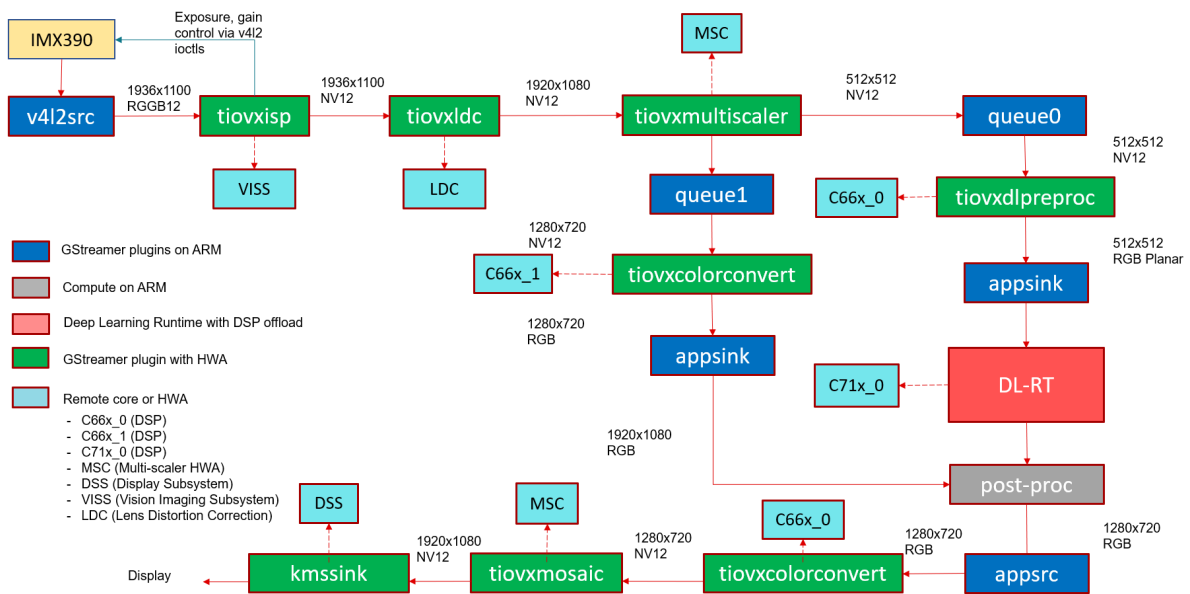 IMX390
Exposure, gain
control via v4l2
ioctls
MSC
1936x1100
RGGB12
1936x1100
NV12
1920x1080
NV12
512x512
NV12
v4l2src
tiovxisp
tiovxldc
tiovxmultiscaler
queue0
512x512
NV12
VISS
LDC
queue1
C66x_0
tiovxdlpreproc
1280x720
NV12
512x512
RGB Planar
GStreamer plugins on ARM
C66x_1
tiovxcolorconvert
appsink
Compute on ARM
1280x720
RGB
Deep Learning Runtime with DSP offload
appsink
GStreamer plugin with HWA
C71x_0
DL-RT
Remote core or HWA
- C66x_0 (DSP)
- C66x_1 (DSP)
- C71x_0 (DSP)
- MSC (Multi-scaler HWA)
- DSS (Display Subsystem)
- VISS (Vision Imaging Subsystem)
- LDC (Lens Distortion Correction)
1920x1080
RGB
post-proc
DSS
MSC
C66x_0
1920x1080
NV12
1280x720
NV12
1280x720
RGB
1280x720
RGB
Display
kmssink
tiovxmosaic
tiovxcolorconvert
appsrc